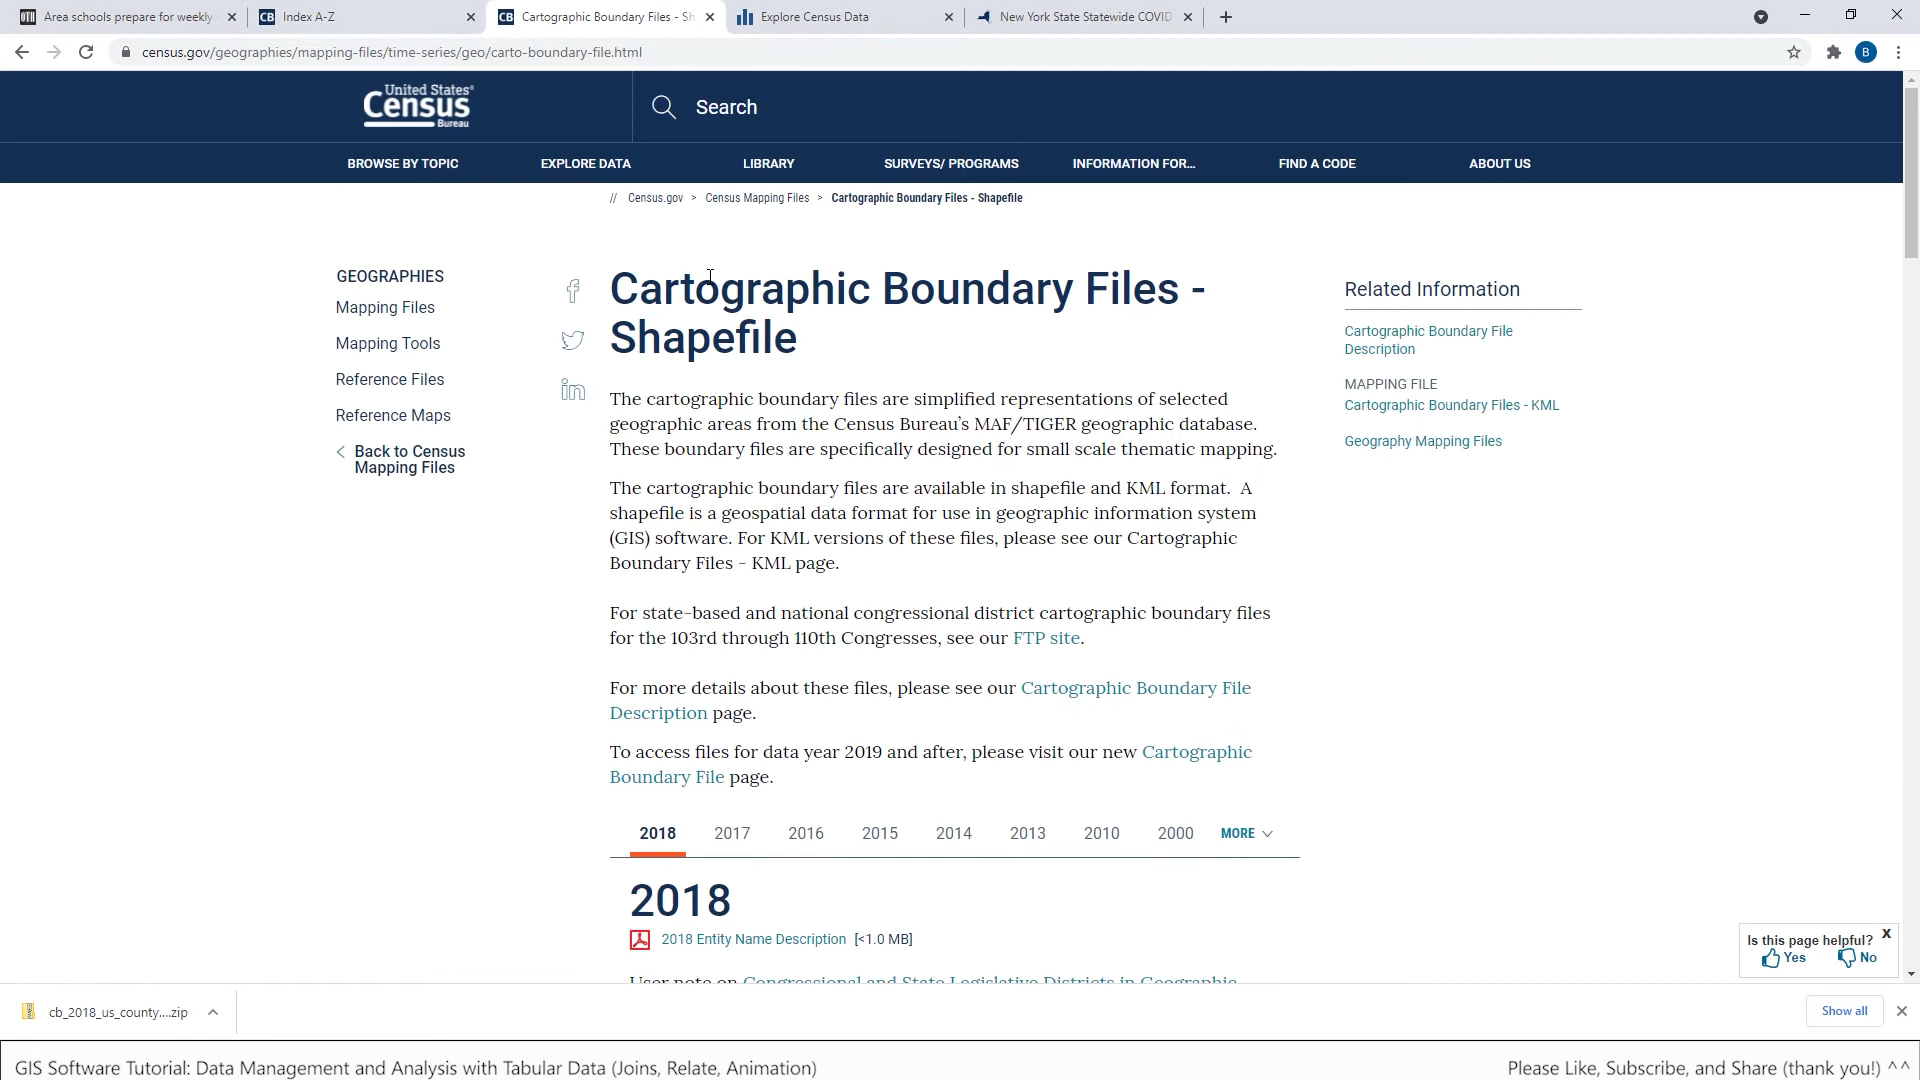 Area schools prepare for weekly
Index A-Z
Cartographic Boundary Files - Sh
Explore Census Data
New York State Statewide COVID
census.gov/geographies/mapping-files/time-series/geo/carto-boundary-file.html
B
United States®
Census
Bureau
Search
BROWSE BY TOPIC
EXPLORE DATA
LIBRARY
SURVEYS/ PROGRAMS
INFORMATION FOR...
FIND A CODE
ABOUT US
// Census.gov > Census Mapping Files > Cartographic Boundary Files - Shapefile
GEOGRAPHIES
Mapping Files
Mapping Tools
Reference Files
Reference Maps
Back to Census
Mapping Files
Cartographic Boundary Files -
Shapefile
The cartographic boundary files are simplified representations of selected
geographic areas from the Census Bureau's MAF/TIGER geographic database.
These boundary files are specifically designed for small scale thematic mapping.
The cartographic boundary files are available in shapefile and KML format.  A
shapefile is a geospatial data format for use in geographic information system
(GIS) software. For KML versions of these files, please see our Cartographic
Boundary Files - KML page.
For state-based and national congressional district cartographic boundary files
for the 103rd through 110th Congresses, see our FTP site.
For more details about these files, please see our Cartographic Boundary File
Description page.
To access files for data year 2019 and after, please visit our new Cartographic
Boundary File page.
2018 2017 2016 2015 2014 2013 2010 2000 MORE
2018
2018 Entity Name Description [<1.0 MB]
User note on Congressional and State Legislative Districts in Geographic
Related Information
Cartographic Boundary File
Description
MAPPING FILE
Cartographic Boundary Files - KML
Geography Mapping Files
Is this page helpful? X
Yes No
cb_2018_us_county....zip
Show all
GIS Software Tutorial: Data Management and Analysis with Tabular Data (Joins, Relate, Animation)
Please Like, Subscribe, and Share (thank you!) ^^